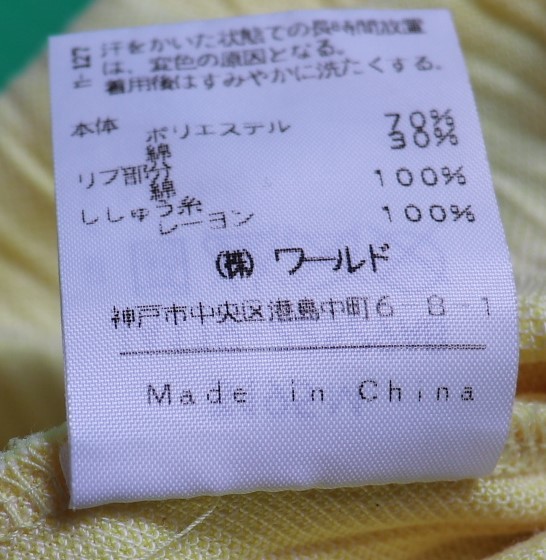 汗をかいた状態での長時間放置
は、変色の原因となる。
着用後はすみやかに洗たくする。
本体
ポリエステル 70%
綿 30%
リブ部分
綿 100%
ししゅう糸
レーヨン 100%
(株) ワールド
神戸市中央区港島中町6-8-1
Made in China